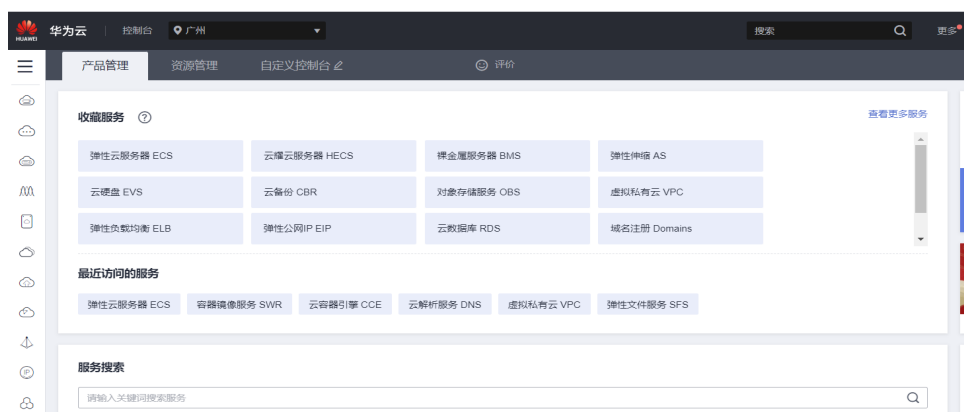 HUAWEI 华为云 控制台 广州 搜索 更多
产品管理 资源管理 自定义控制台 评价
收藏服务 ? 查看更多服务
弹性云服务器 ECS 云耀云服务器 HECS 裸金属服务器 BMS 弹性伸缩 AS
云硬盘 EVS 云备份 CBR 对象存储服务 OBS 虚拟私有云 VPC
弹性负载均衡 ELB 弹性公网IP EIP 云数据库 RDS 域名注册 Domains
最近访问的服务
弹性云服务器 ECS 容器镜像服务 SWR 云容器引擎 CCE 云解析服务 DNS 虚拟私有云 VPC 弹性文件服务 SFS
服务搜索
请输入关键词搜索服务